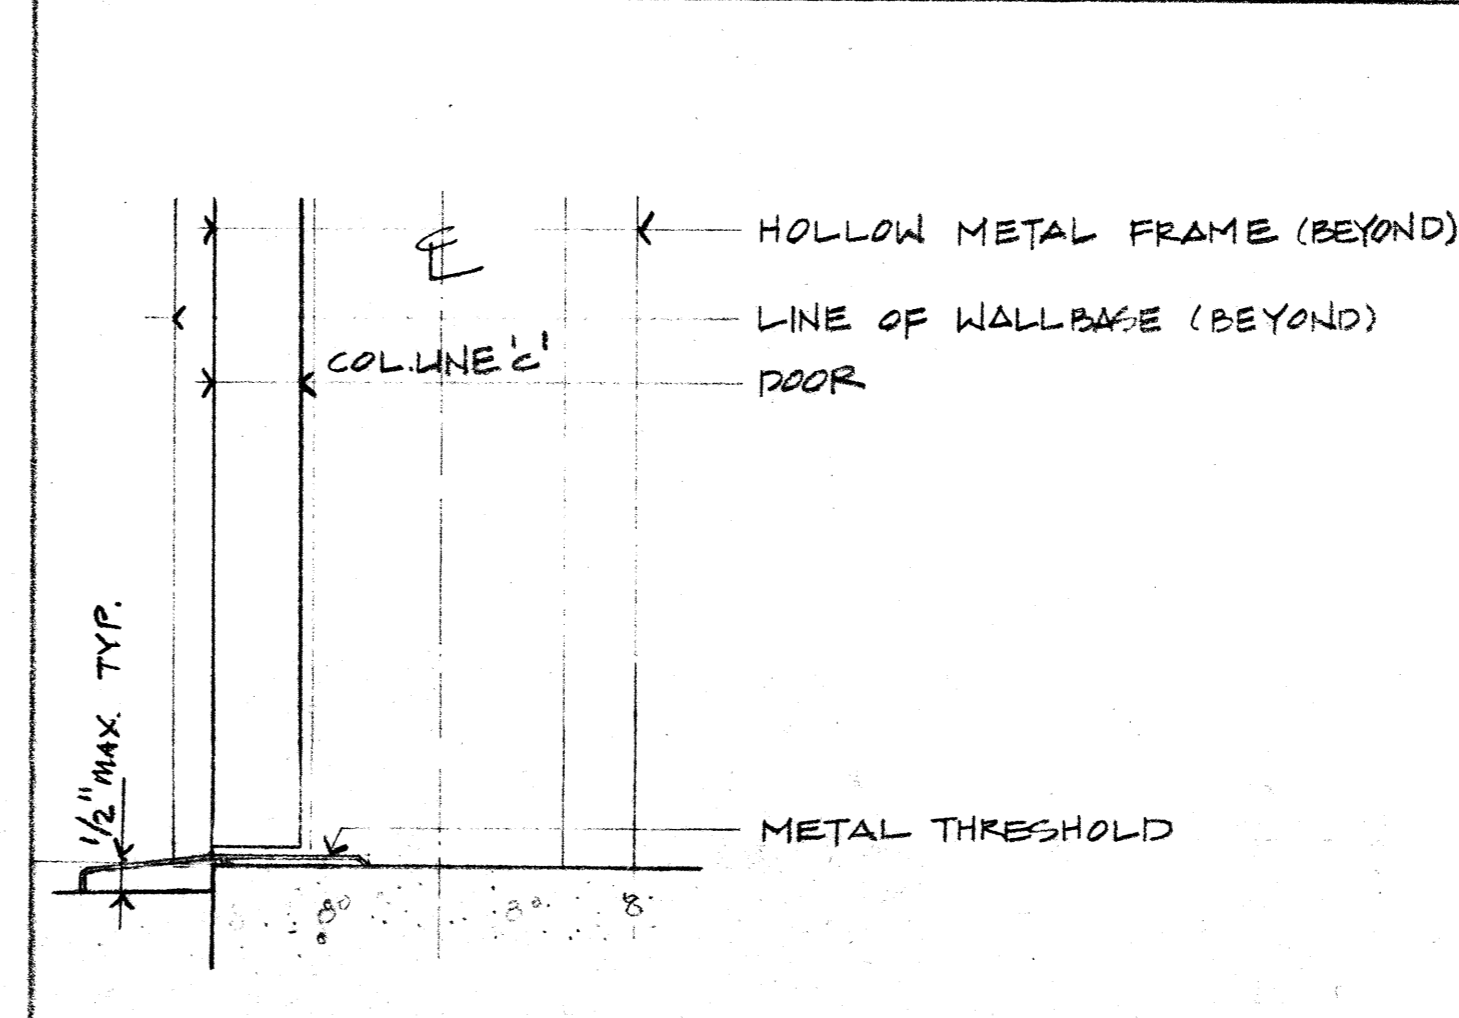 HOLLOW METAL FRAME (BEYOND)
℄
LINE OF WALLBASE (BEYOND)
COL.LINE 'C'
DOOR
1/2" MAX. TYP.
METAL THRESHOLD